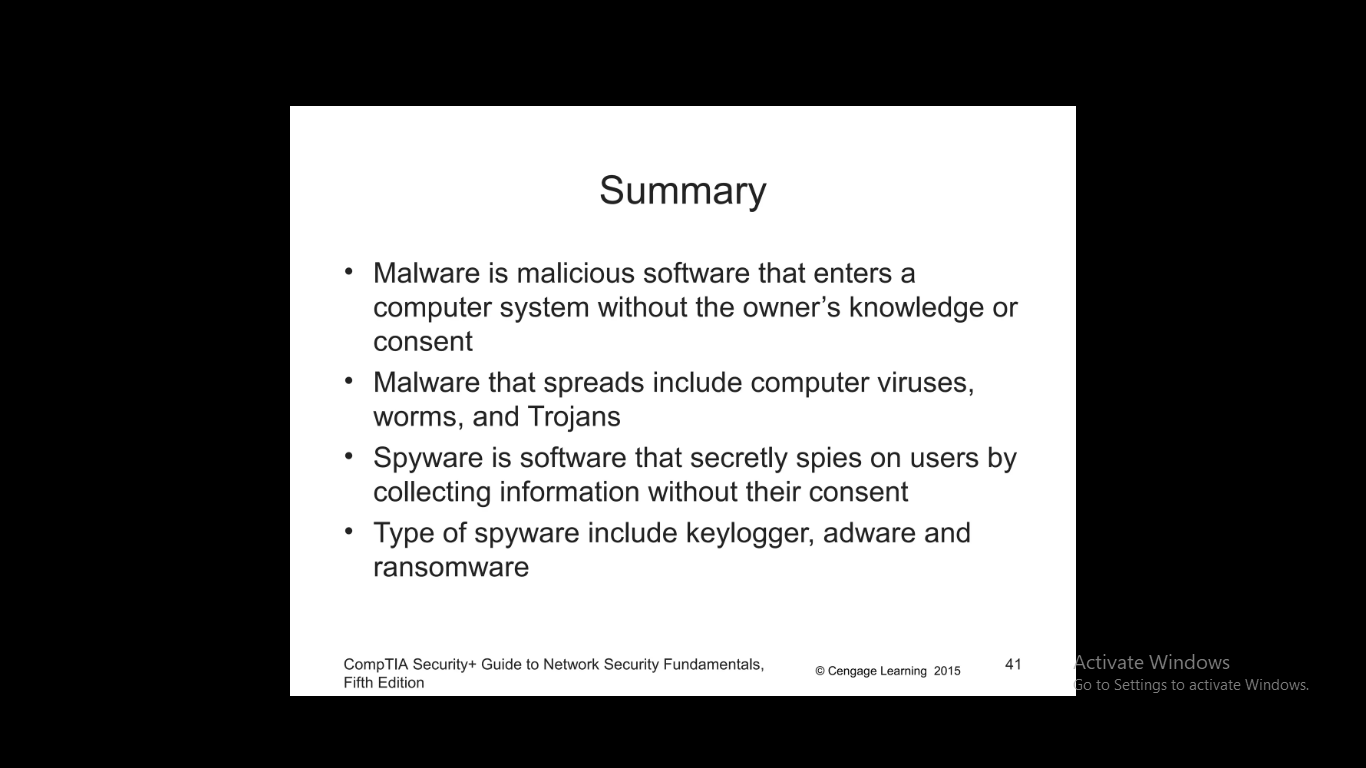 Summary
• Malware is malicious software that enters a
computer system without the owner’s knowledge or
consent
• Malware that spreads include computer viruses,
worms, and Trojans
• Spyware is software that secretly spies on users by
collecting information without their consent
• Type of spyware include keylogger, adware and
ransomware
CompTIA Security+ Guide to Network Security Fundamentals,
Fifth Edition
© Cengage Learning 2015
41
Activate Windows
Go to Settings to activate Windows.